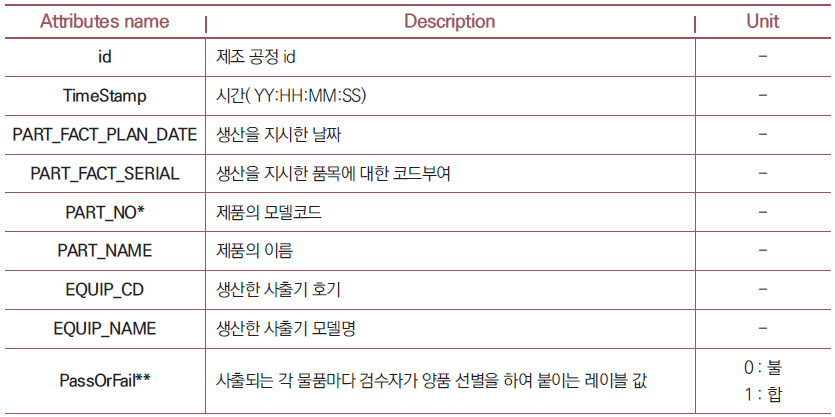 Attributes name Description Unit
id 제조 공정 id -
TimeStamp 시간( YY:HH:MM:SS) -
PART_FACT_PLAN_DATE 생산을 지시한 날짜 -
PART_FACT_SERIAL 생산을 지시한 품목에 대한 코드부여 -
PART_NO* 제품의 모델코드 -
PART_NAME 제품의 이름 -
EQUIP_CD 생산한 사출기 호기 -
EQUIP_NAME 생산한 사출기 모델명 -
PassOrFail** 사출되는 각 물품마다 검수자가 양품 선별을 하여 붙이는 레이블 값 0 : 불
1 : 합